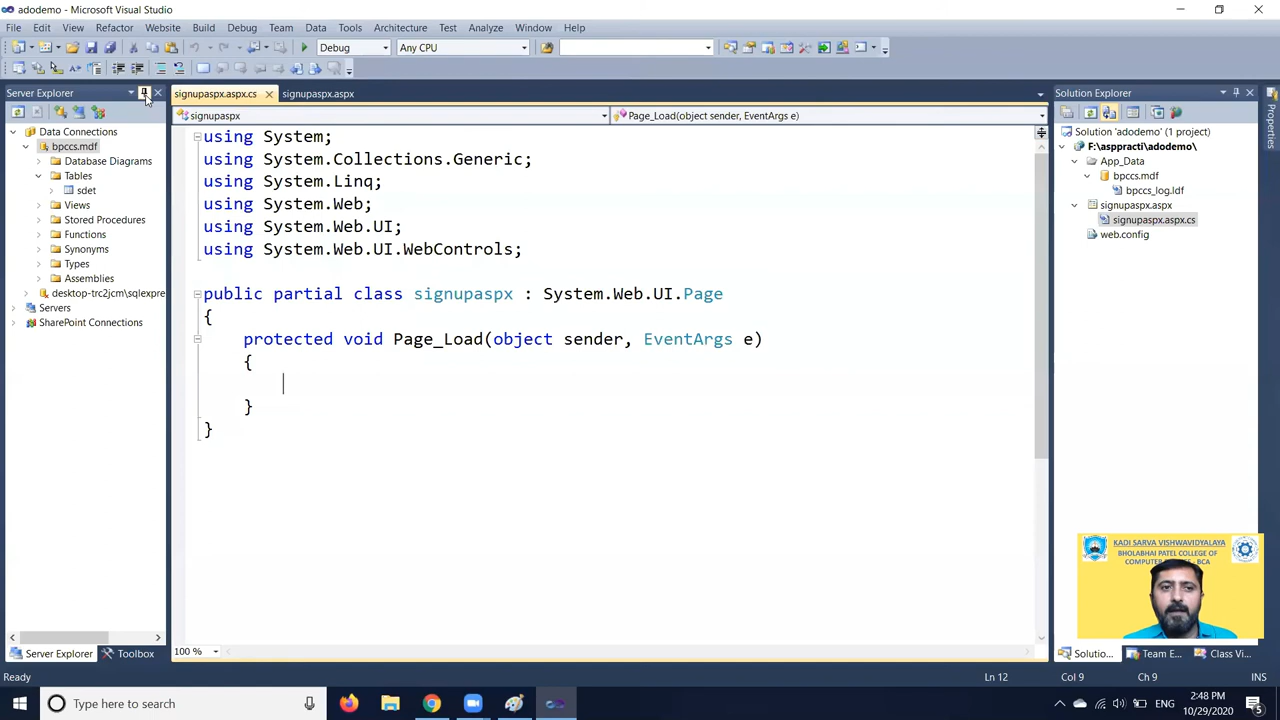 adodemo - Microsoft Visual Studio
File Edit View Refactor Website Build Debug Team Data Tools Architecture Test Analyze Window Help
Debug Any CPU
Server Explorer
signupaspx.aspx.cs signupaspx.aspx
Solution Explorer
signupaspx Page_Load(object sender, EventArgs e)
Data Connections
bpccs.mdf
Database Diagrams
Tables
sdet
Views
Stored Procedures
Functions
Synonyms
Types
Assemblies
desktop-trc2jcm\sqlexpre
Servers
SharePoint Connections
using System;
using System.Collections.Generic;
using System.Linq;
using System.Web;
using System.Web.UI;
using System.Web.UI.WebControls;
public partial class signupaspx : System.Web.UI.Page
{
protected void Page_Load(object sender, EventArgs e)
{
}
}
Solution 'adodemo' (1 project)
F:\asppracti\adodemo\
App_Data
bpccs.mdf
bpccs_log.ldf
signupaspx.aspx
signupaspx.aspx.cs
web.config
Properties
KADI SARVA VISHWAVIDYALAYA
BHOLABHAI PATEL COLLEGE OF
100 %
Server Explorer Toolbox
Solutio... Team E... Class Vi...
Ready Ln 12 Col 9 Ch 9 INS
Type here to search
ENG
2:48 PM
10/29/2020
5